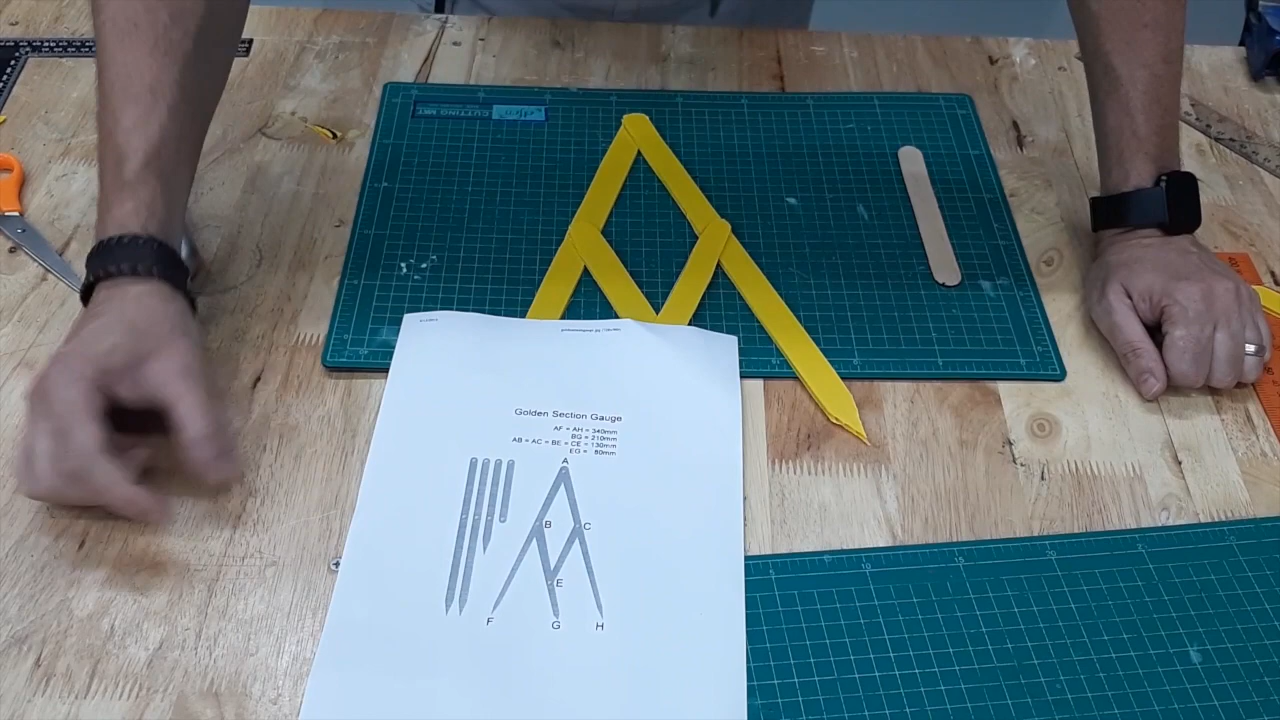 CUTTING MAT
Golden Section Gauge
AF = AH = 340mm
BG = 210mm
AB = AC = BE = CE = 130mm
EG = 80mm
A
B
C
E
F
G
H